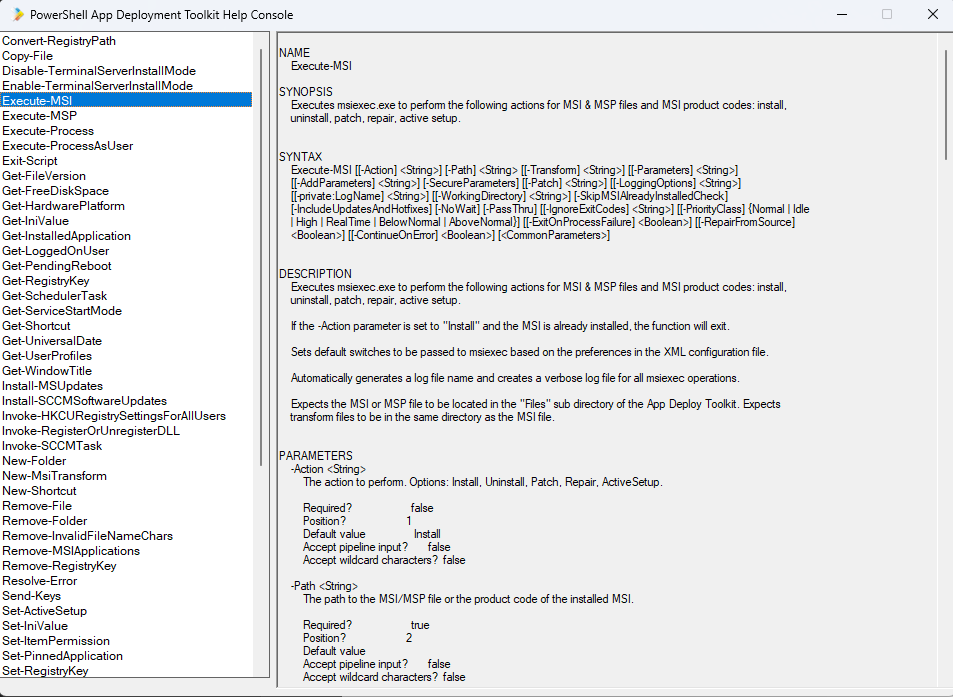 PowerShell App Deployment Toolkit Help Console
Convert-RegistryPath
Copy-File
Disable-TerminalServerInstallMode
Enable-TerminalServerInstallMode
Execute-MSI
Execute-MSP
Execute-Process
Execute-ProcessAsUser
Exit-Script
Get-FileVersion
Get-FreeDiskSpace
Get-HardwarePlatform
Get-IniValue
Get-InstalledApplication
Get-LoggedOnUser
Get-PendingReboot
Get-RegistryKey
Get-SchedulerTask
Get-ServiceStartMode
Get-Shortcut
Get-UniversalDate
Get-UserProfiles
Get-WindowTitle
Install-MSUpdates
Install-SCCMSoftwareUpdates
Invoke-HKCURegistrySettingsForAllUsers
Invoke-RegisterOrUnregisterDLL
Invoke-SCCMTask
New-Folder
New-MsiTransform
New-Shortcut
Remove-File
Remove-Folder
Remove-InvalidFileNameChars
Remove-MSIApplications
Remove-RegistryKey
Resolve-Error
Send-Keys
Set-ActiveSetup
Set-IniValue
Set-ItemPermission
Set-PinnedApplication
Set-RegistryKey
NAME
Execute-MSI
SYNOPSIS
Executes msiexec.exe to perform the following actions for MSI & MSP files and MSI product codes: install,
uninstall, patch, repair, active setup.
SYNTAX
Execute-MSI [[-Action] <String>] [-Path] <String> [[-Transform] <String>] [[-Parameters] <String>]
[[-AddParameters] <String>] [-SecureParameters] [[-Patch] <String>] [[-LoggingOptions] <String>]
[[-private:LogName] <String>] [[-WorkingDirectory] <String>] [-SkipMSIAlreadyInstalledCheck]
[-IncludeUpdatesAndHotfixes] [-NoWait] [-PassThru] [[-IgnoreExitCodes] <String>] [[-PriorityClass] {Normal | Idle
| High | RealTime | BelowNormal | AboveNormal}] [[-ExitOnProcessFailure] <Boolean>] [[-RepairFromSource]
<Boolean>] [[-ContinueOnError] <Boolean>] [<CommonParameters>]
DESCRIPTION
Executes msiexec.exe to perform the following actions for MSI & MSP files and MSI product codes: install,
uninstall, patch, repair, active setup.
If the -Action parameter is set to "Install" and the MSI is already installed, the function will exit.
Sets default switches to be passed to msiexec based on the preferences in the XML configuration file.
Automatically generates a log file name and creates a verbose log file for all msiexec operations.
Expects the MSI or MSP file to be located in the "Files" sub directory of the App Deploy Toolkit. Expects
transform files to be in the same directory as the MSI file.
PARAMETERS
-Action <String>
The action to perform. Options: Install, Uninstall, Patch, Repair, ActiveSetup.
Required? false
Position? 1
Default value Install
Accept pipeline input? false
Accept wildcard characters? false
-Path <String>
The path to the MSI/MSP file or the product code of the installed MSI.
Required? true
Position? 2
Default value
Accept pipeline input? false
Accept wildcard characters? false